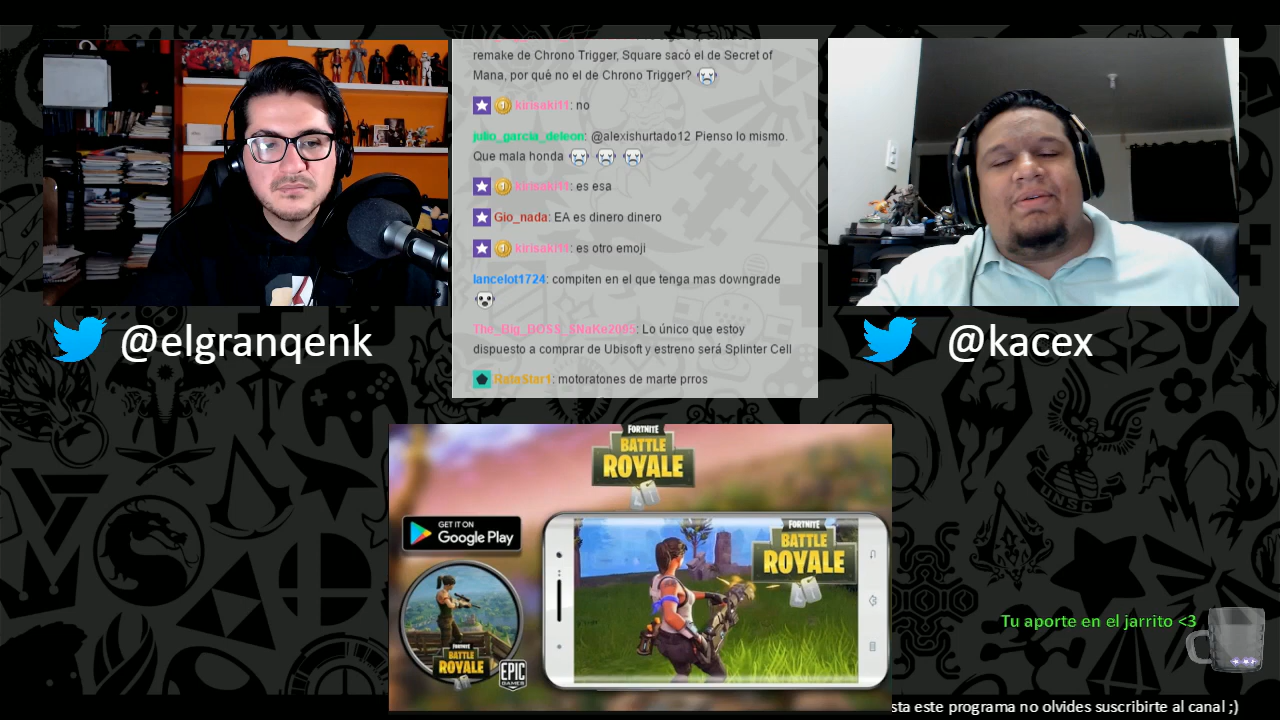 remake de Chrono Trigger, Square sacó el de Secret of
Mana, por qué no el de Chrono Trigger?
kirisaki11: no
julio_garcia_deleon: @alexishurtado12 Pienso lo mismo.
Que mala honda
kirisaki11: es esa
Gio_nada: EA es dinero dinero
kirisaki11: es otro emoji
lancelot1724: compiten en el que tenga mas downgrade
The_Big_BOSS_SNaKe2095: Lo único que estoy
dispuesto a comprar de Ubisoft y estreno será Splinter Cell
RataStar1: motoratones de marte prros
@elgranqenk
@kacex
FORTNITE
BATTLE
ROYALE
GET IT ON
Google Play
FORTNITE
BATTLE
ROYALE
FORTNITE
BATTLE
ROYALE
EPIC
GAMES
UNSC
Tu aporte en el jarrito <3
sta este programa no olvides suscribirte al canal ;)